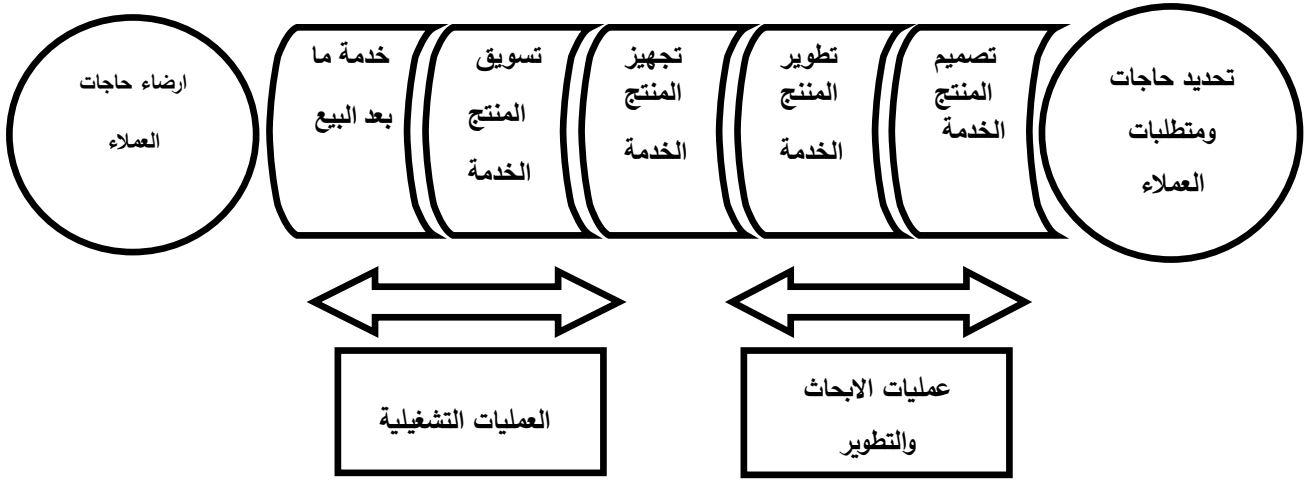 تحديد حاجات
ومتطلبات
العملاء
تصميم
المنتج
الخدمة
تطوير
المننج
الخدمة
تجهيز
المنتج
الخدمة
تسويق
المنتج
الخدمة
خدمة ما
بعد البيع
ارضاء حاجات
العملاء
عمليات الابحاث
والتطوير
العمليات التشغيلية